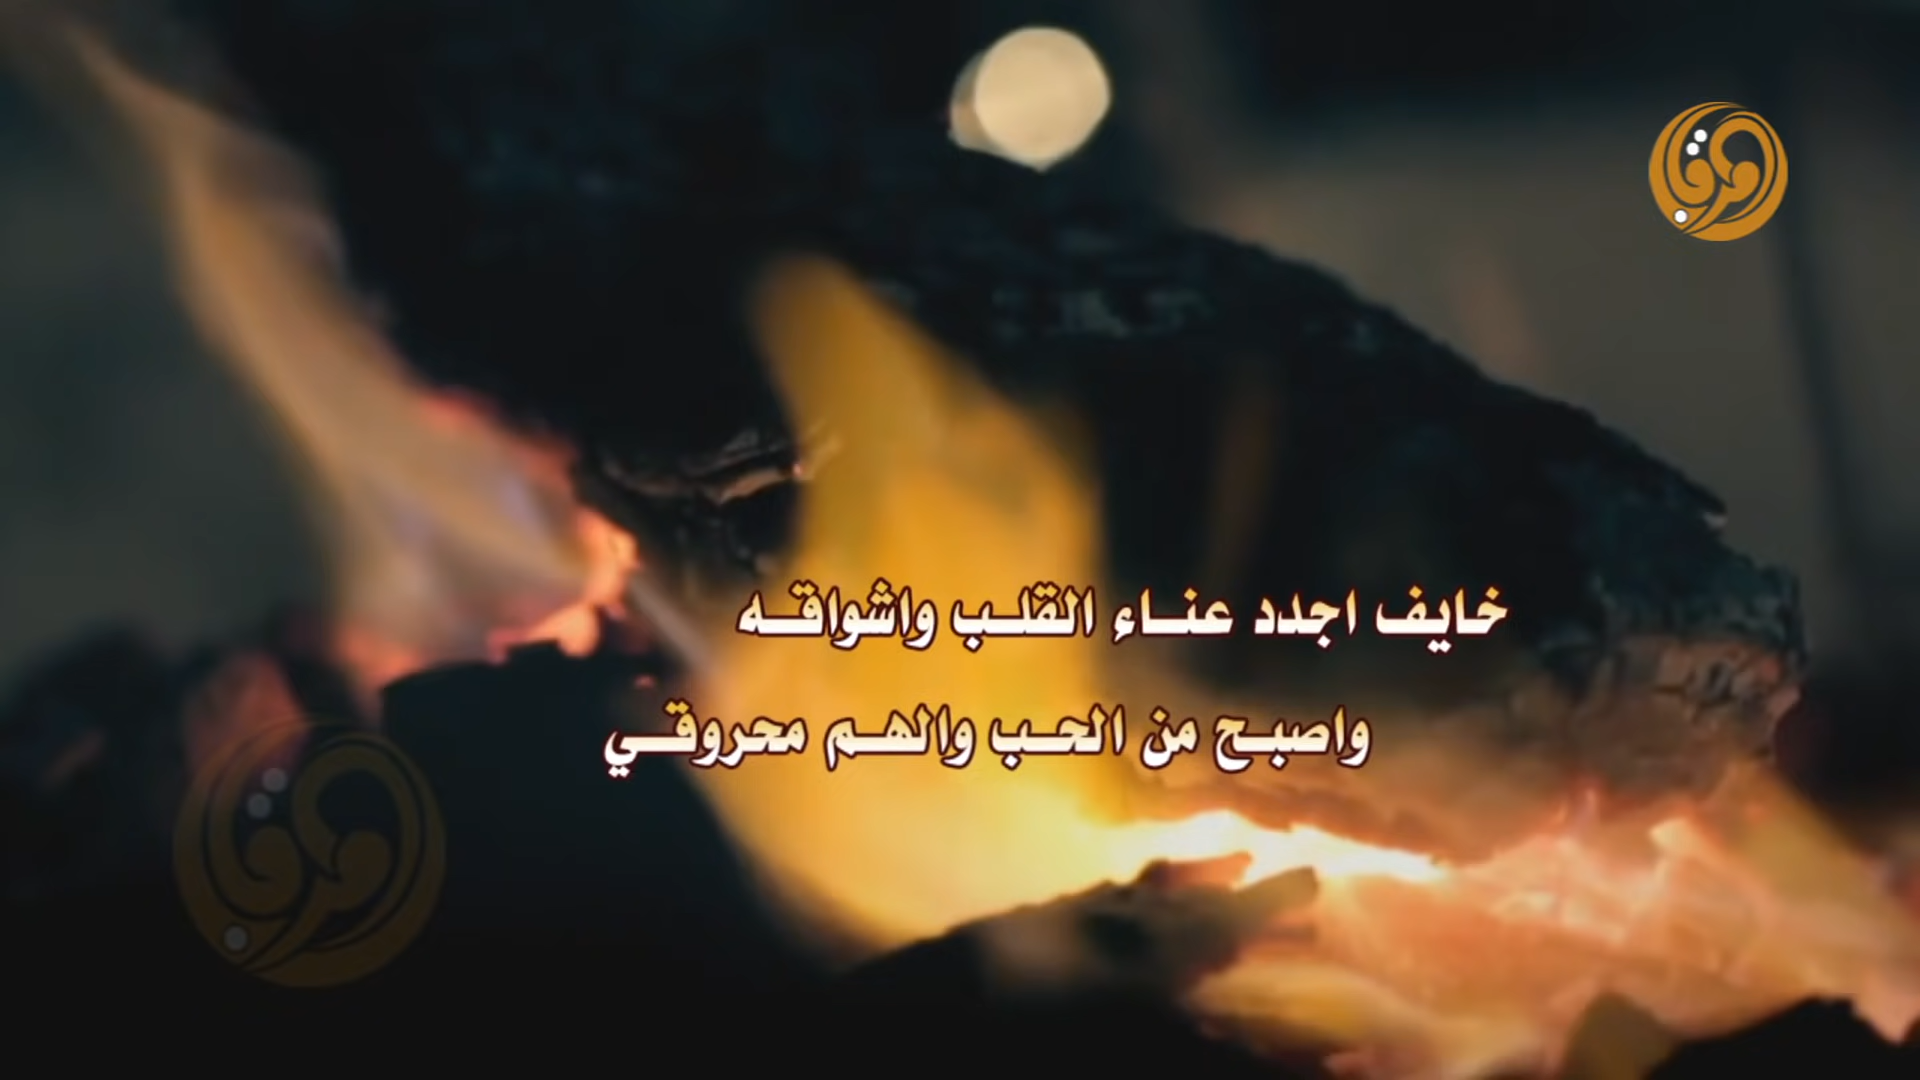 خايف اجدد عناء القلب واشواقه
واصبح من الحب والهم محروقي